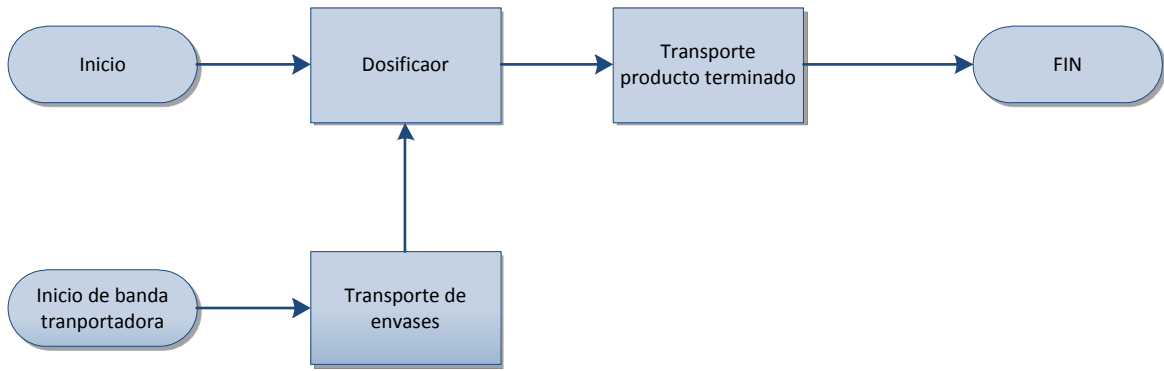 Inicio
Dosificaor
Transporte
producto terminado
FIN
Inicio de banda
tranportadora
Transporte de
envases